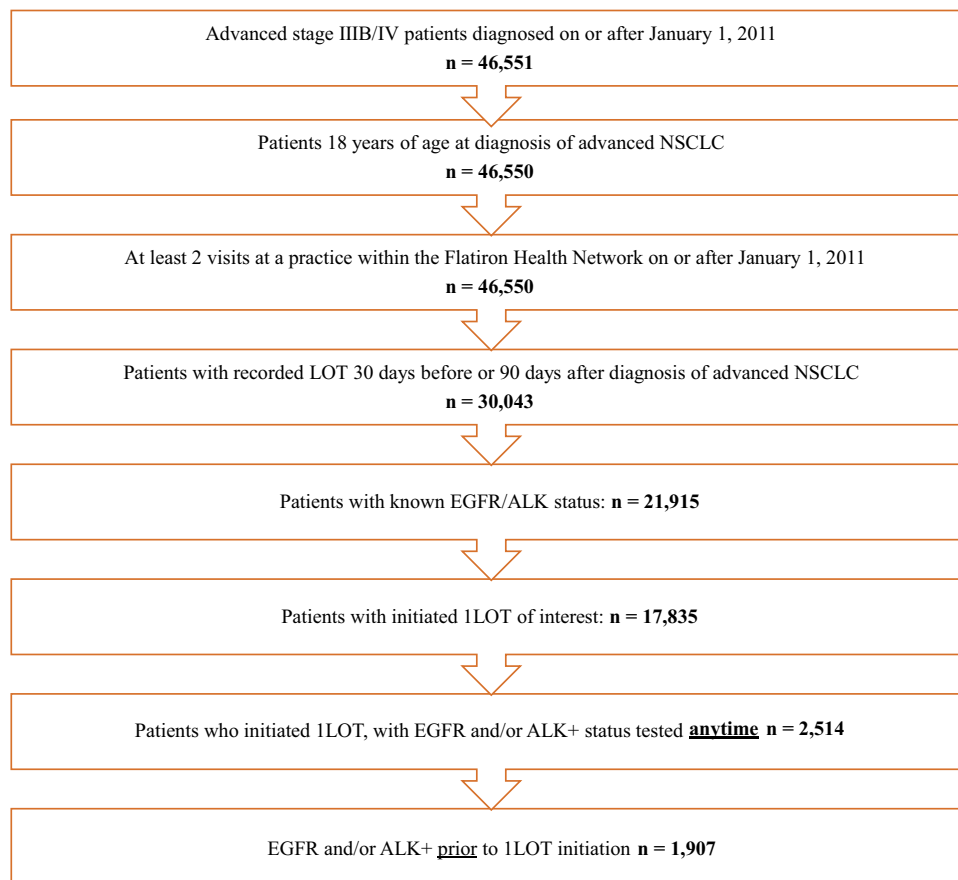 Advanced stage IIIB/IV patients diagnosed on or after January 1, 2011
n = 46,551
Patients 18 years of age at diagnosis of advanced NSCLC
n = 46,550
At least 2 visits at a practice within the Flatiron Health Network on or after January 1, 2011
n = 46,550
Patients with recorded LOT 30 days before or 90 days after diagnosis of advanced NSCLC
n = 30,043
Patients with known EGFR/ALK status: n = 21,915
Patients with initiated 1LOT of interest: n = 17,835
Patients who initiated 1LOT, with EGFR and/or ALK+ status tested anytime n = 2,514
EGFR and/or ALK+ prior to 1LOT initiation n = 1,907